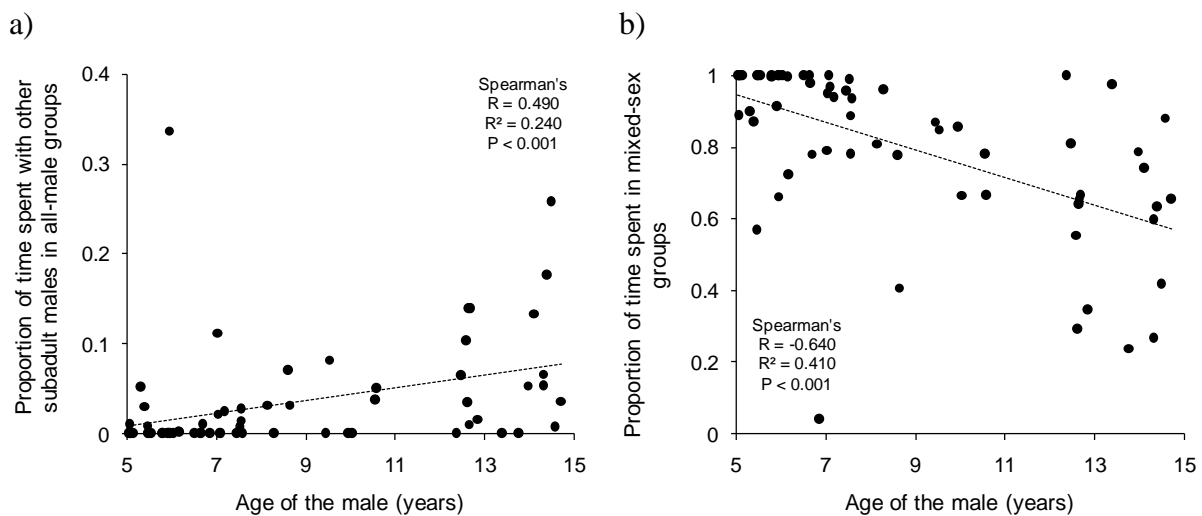 a)
Proportion of time spent with other
subadult males in all-male groups
0.4
0.3
0.2
0.1
0
Spearman's
R = 0.490
R² = 0.240
P < 0.001
5 7 9 11 13 15
Age of the male (years)
b)
Proportion of time spent in mixed-sex
groups
1
0.8
0.6
0.4
0.2
0
Spearman's
R = -0.640
R² = 0.410
P < 0.001
5 7 9 11 13 15
Age of the male (years)